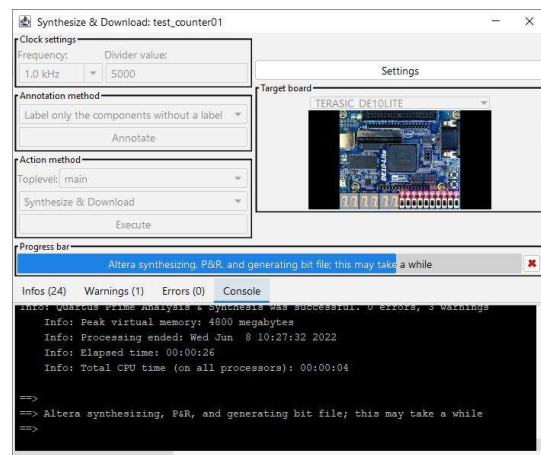 Synthesize & Download: test_counter01
Clock settings
Frequency: Divider value:
1.0 kHz 5000
Settings
Annotation method
Target board
TERASIC_DE10LITE
Label only the components without a label
Annotate
Action method
Toplevel: main
Synthesize & Download
Execute
Progress bar
Altera synthesizing, P&R, and generating bit file; this may take a while
Infos (24) Warnings (1) Errors (0) Console
Info: Quartus Prime Analysis & Synthesis was successful. 0 errors, 3 warnings
Info: Peak virtual memory: 4800 megabytes
Info: Processing ended: Wed Jun 8 10:27:32 2022
Info: Elapsed time: 00:00:26
Info: Total CPU time (on all processors): 00:00:04
==>
==> Altera synthesizing, P&R, and generating bit file; this may take a while
==>